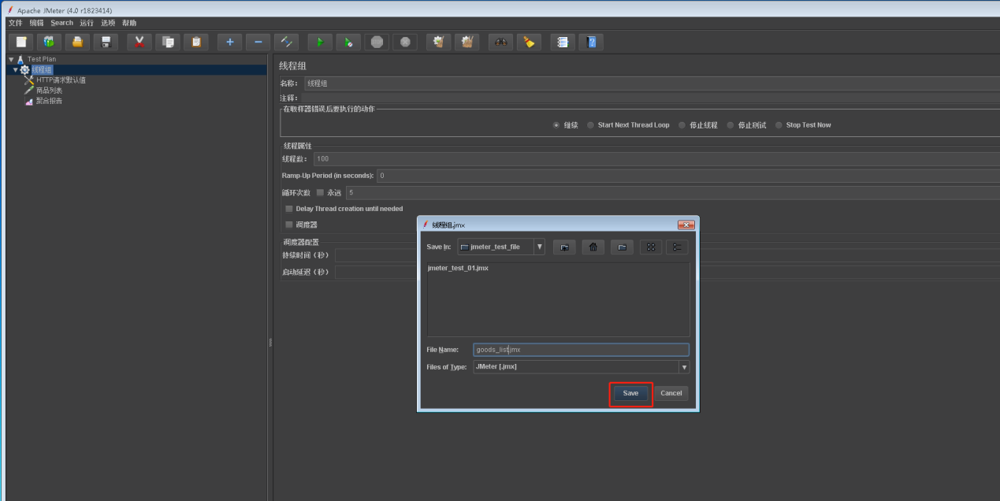 Apache JMeter (4.0 r1823414)
文件 编辑 Search 运行 选项 帮助
Test Plan
线程组
HTTP请求默认值
商品列表
聚合报告
线程组
名称： 线程组
注释：
在取样器错误后要执行的动作
继续 Start Next Thread Loop 停止线程 停止测试 Stop Test Now
线程属性
线程数： 100
Ramp-Up Period (in seconds): 0
循环次数 永远 5
Delay Thread creation until needed
调度器
调度器配置
持续时间（秒）
启动延迟（秒）
线程组.jmx
Save In: jmeter_test_file
jmeter_test_01.jmx
File Name: goods_list.jmx
Files of Type: JMeter [.jmx]
Save Cancel